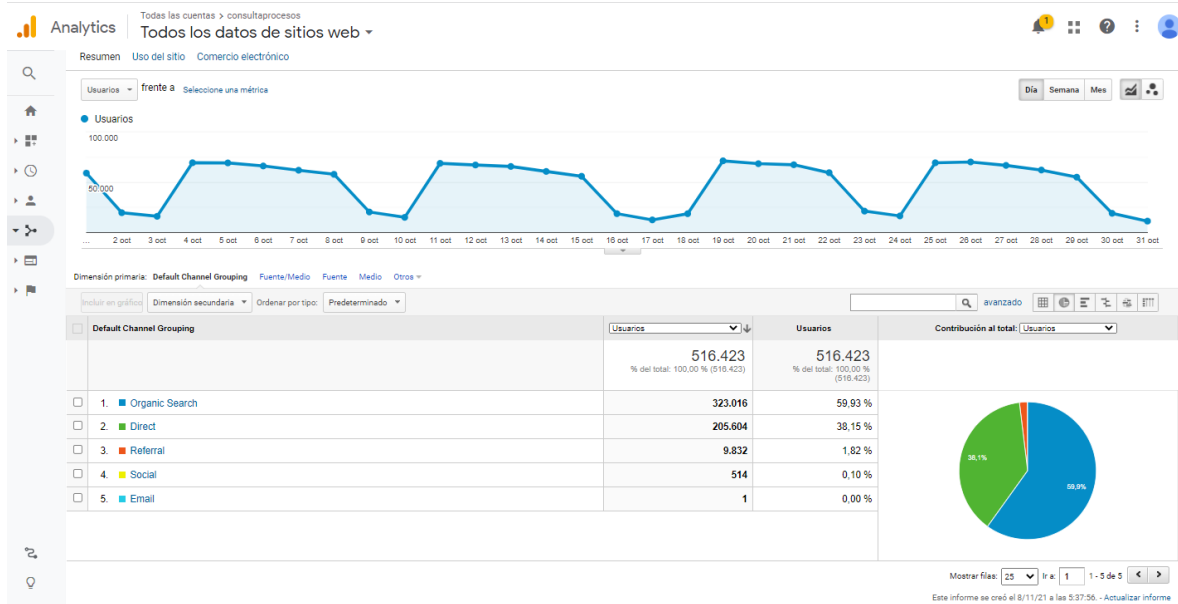 Analytics
Todas las cuentas > consultaprocesos
Todos los datos de sitios web
1
Resumen Uso del sitio Comercio electrónico
Usuarios frente a Seleccione una métrica
Día Semana Mes
Usuarios
100.000
50.000
... 2 oct 3 oct 4 oct 5 oct 6 oct 7 oct 8 oct 9 oct 10 oct 11 oct 12 oct 13 oct 14 oct 15 oct 16 oct 17 oct 18 oct 19 oct 20 oct 21 oct 22 oct 23 oct 24 oct 25 oct 26 oct 27 oct 28 oct 29 oct 30 oct 31 oct
Dimensión primaria: Default Channel Grouping Fuente/Medio Fuente Medio Otros
Incluir en gráfico Dimensión secundaria Ordenar por tipo: Predeterminado avanzado
Default Channel Grouping Usuarios Usuarios Contribución al total: Usuarios
516.423 516.423
% del total: 100,00 % (516.423) % del total: 100,00 %
(516.423)
1. Organic Search 323.016 59,93 %
2. Direct 205.604 38,15 %
3. Referral 9.832 1,82 %
4. Social 514 0,10 %
5. Email 1 0,00 %
38,1%
59,9%
Mostrar filas: 25 Ir a: 1 1 - 5 de 5
Este informe se creó el 8/11/21 a las 5:37:56. - Actualizar informe